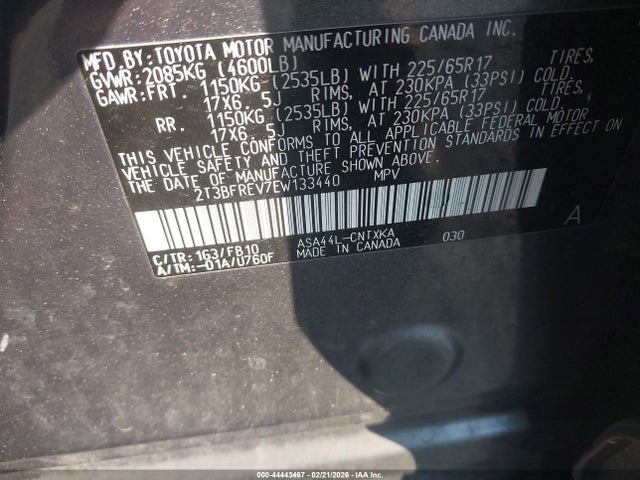 MFD.BY:TOYOTA MOTOR MANUFACTURING CANADA INC.
GVWR:2085KG (4600LB)
GAWR:FRT. 1150KG (2535LB) WITH 225/65R17 TIRES,
17X6.5J RIMS, AT 230KPA (33PSI) COLD.
RR. 1150KG (2535LB) WITH 225/65R17 TIRES,
17X6.5J RIMS, AT 230KPA (33PSI) COLD.
THIS VEHICLE CONFORMS TO ALL APPLICABLE FEDERAL MOTOR
VEHICLE SAFETY AND THEFT PREVENTION STANDARDS IN EFFECT ON
THE DATE OF MANUFACTURE SHOWN ABOVE.
2T3BFREV7EW133440 MPV
A
C/TR:1G3/FB10 ASA44L-CNTXKA 030
A/TM:-01A/U760F MADE IN CANADA
000-44443467 | 02/21/2026 - IAA Inc.